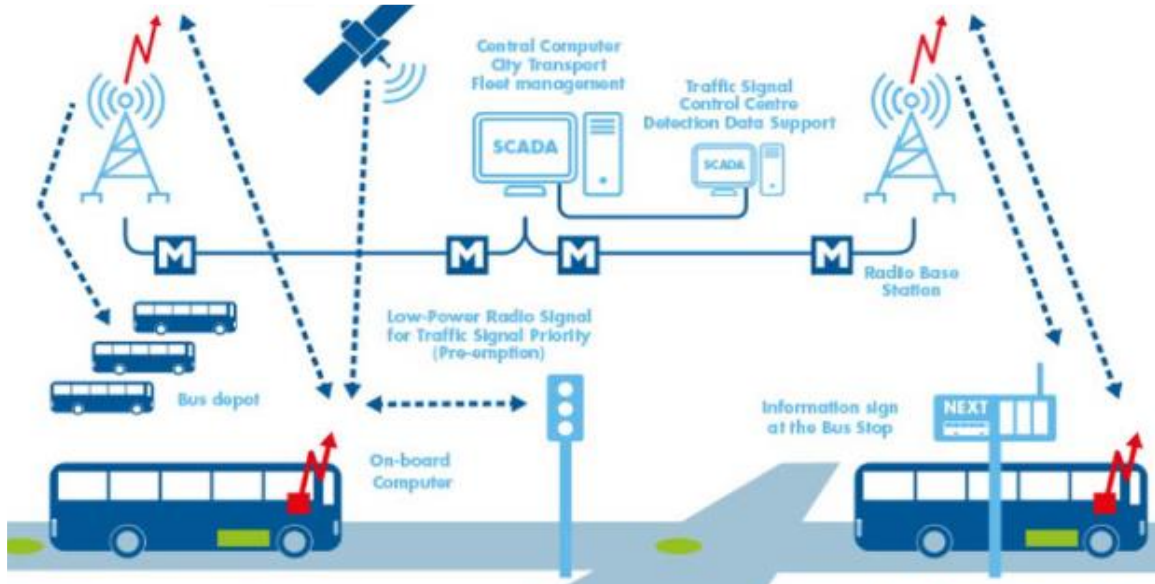 Central Computer
City Transport
Fleet management
SCADA
Traffic Signal
Control Centre
Detection Data Support
SCADA
M
M
M
M
Radio Base
Station
Low-Power Radio Signal
for Traffic Signal Priority
(Pre-emption)
Bus depot
On-board
Computer
Information sign
at the Bus Stop
NEXT